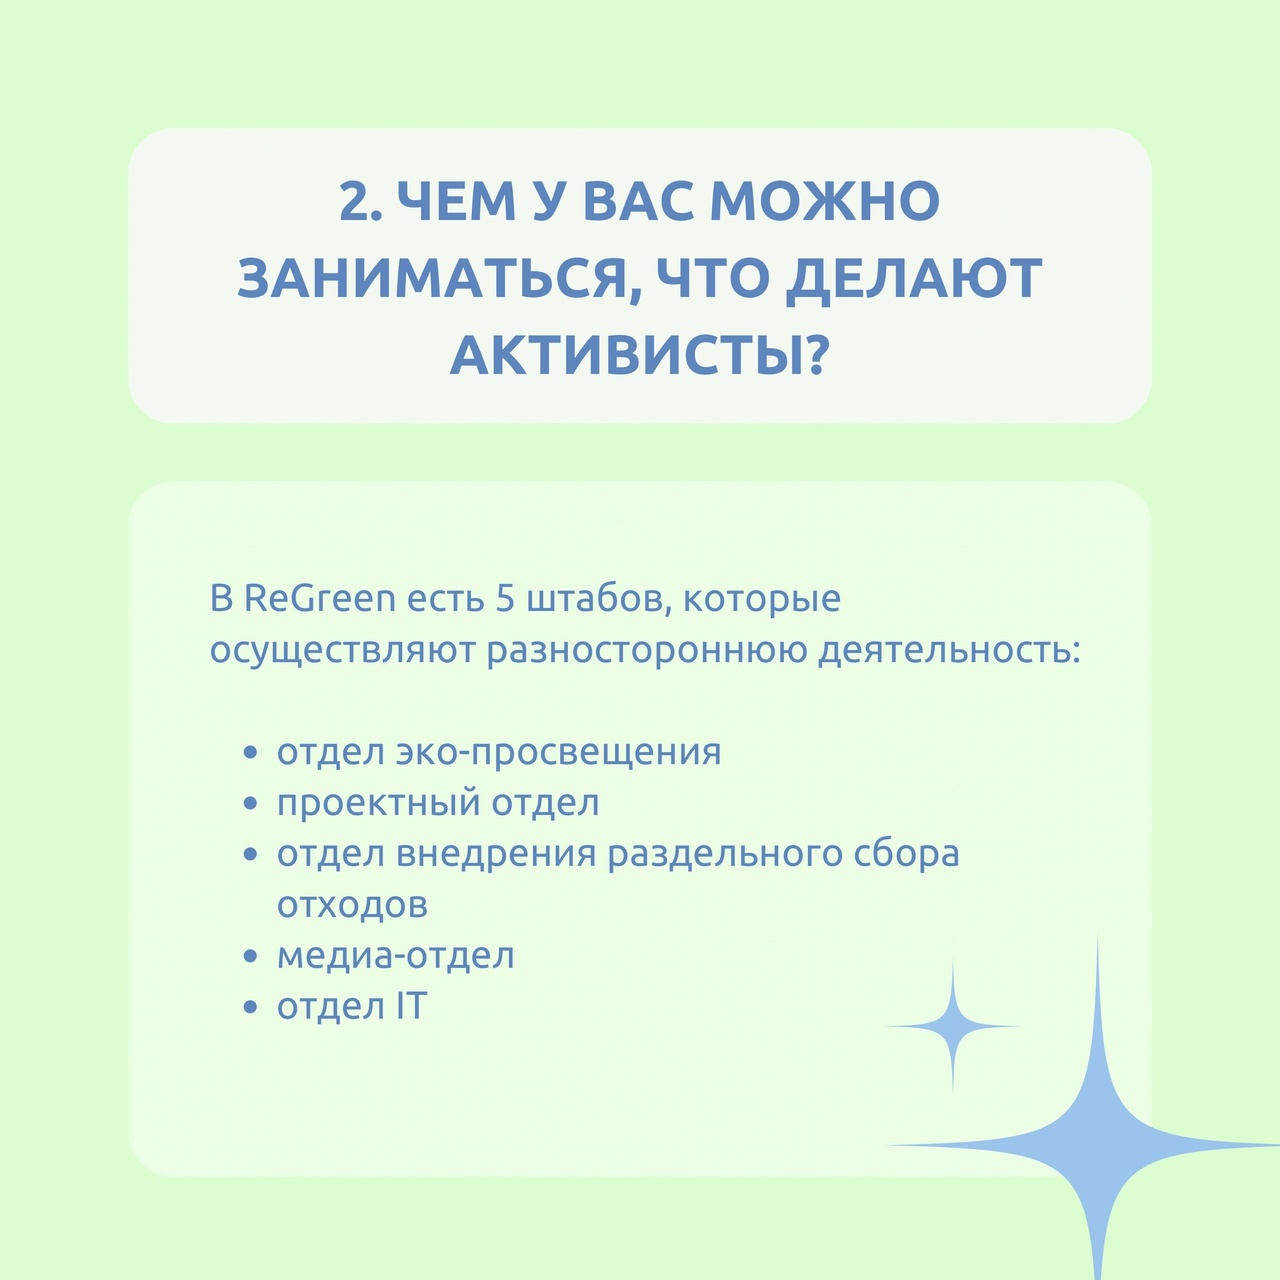 2. ЧЕМ У ВАС МОЖНО
ЗАНИМАТЬСЯ, ЧТО ДЕЛАЮТ
АКТИВИСТЫ?
В ReGreen есть 5 штабов, которые
осуществляют разностороннюю деятельность:
• отдел эко-просвещения
• проектный отдел
• отдел внедрения раздельного сбора
отходов
• медиа-отдел
• отдел IT